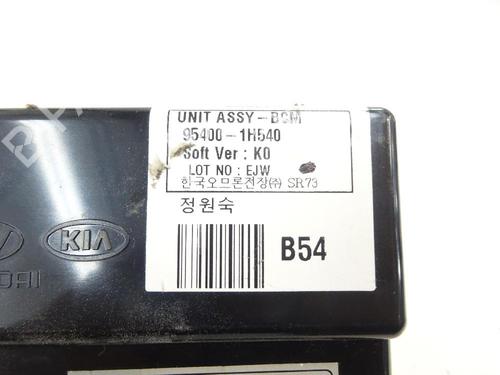 UNIT ASSY-BCM
95400-1H540
Soft Ver : K0
LOT NO : EJW
한국오므론전장㈜ SR73
정원숙
B54
KIA